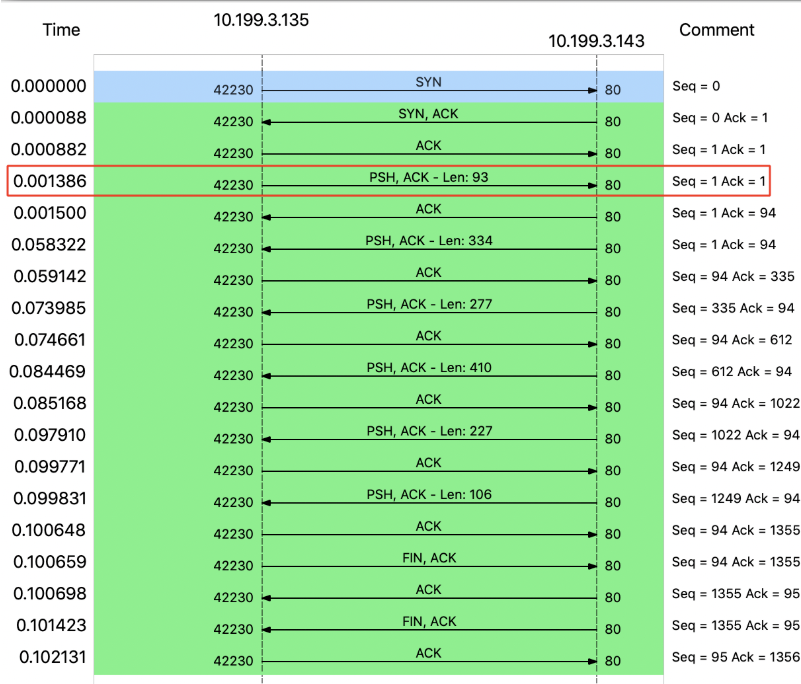 Time 10.199.3.135 10.199.3.143 Comment
0.000000 42230 SYN 80 Seq = 0
0.000088 42230 SYN, ACK 80 Seq = 0 Ack = 1
0.000882 42230 ACK 80 Seq = 1 Ack = 1
0.001386 42230 PSH, ACK - Len: 93 80 Seq = 1 Ack = 1
0.001500 42230 ACK 80 Seq = 1 Ack = 94
0.058322 42230 PSH, ACK - Len: 334 80 Seq = 1 Ack = 94
0.059142 42230 ACK 80 Seq = 94 Ack = 335
0.073985 42230 PSH, ACK - Len: 277 80 Seq = 335 Ack = 94
0.074661 42230 ACK 80 Seq = 94 Ack = 612
0.084469 42230 PSH, ACK - Len: 410 80 Seq = 612 Ack = 94
0.085168 42230 ACK 80 Seq = 94 Ack = 1022
0.097910 42230 PSH, ACK - Len: 227 80 Seq = 1022 Ack = 94
0.099771 42230 ACK 80 Seq = 94 Ack = 1249
0.099831 42230 PSH, ACK - Len: 106 80 Seq = 1249 Ack = 94
0.100648 42230 ACK 80 Seq = 94 Ack = 1355
0.100659 42230 FIN, ACK 80 Seq = 94 Ack = 1355
0.100698 42230 ACK 80 Seq = 1355 Ack = 95
0.101423 42230 FIN, ACK 80 Seq = 1355 Ack = 95
0.102131 42230 ACK 80 Seq = 95 Ack = 1356